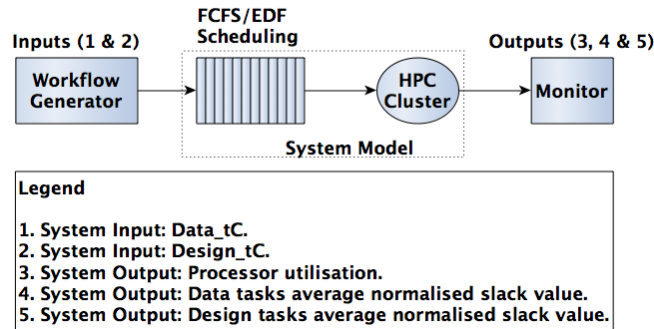 FCFS/EDF
Scheduling
Inputs (1 & 2)
Outputs (3, 4 & 5)
Workflow
Generator
HPC
Cluster
Monitor
System Model
Legend
1. System Input: Data_tC.
2. System Input: Design_tC.
3. System Output: Processor utilisation.
4. System Output: Data tasks average normalised slack value.
5. System Output: Design tasks average normalised slack value.